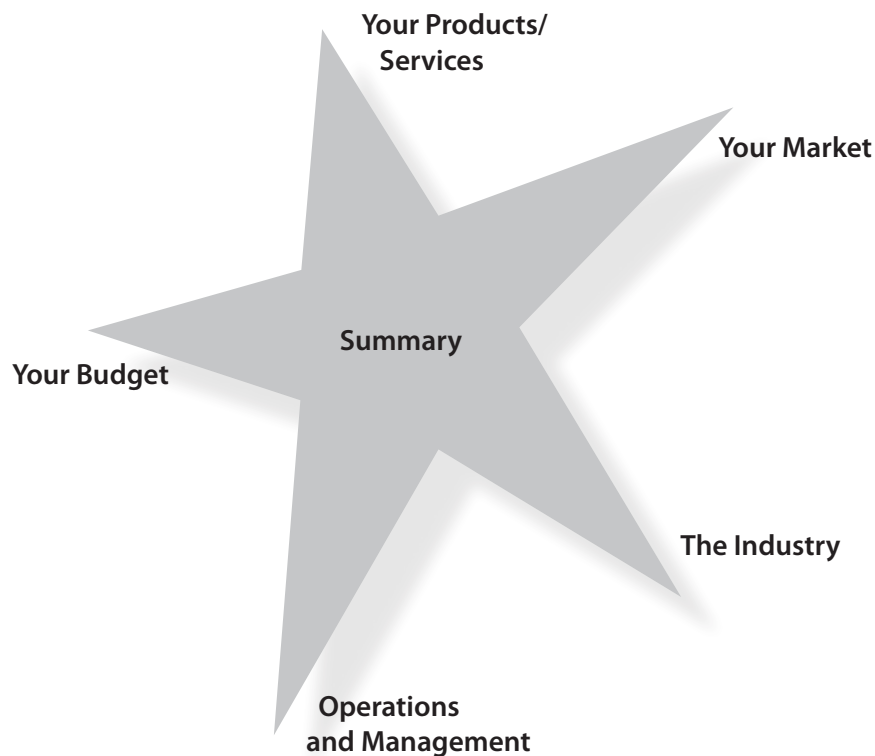 Your Products/
Services
Your Market
Summary
Your Budget
The Industry
Operations
and Management